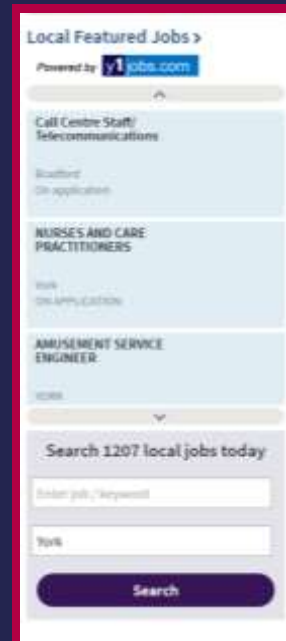 Local Featured Jobs >
Powered by y1jobs.com
Call Centre Staff/
Telecommunications
Bradford
On application
NURSES AND CARE
PRACTITIONERS
York
ON APPLICATION
AMUSEMENT SERVICE
ENGINEER
YORK
Search 1207 local jobs today
Enter job / keyword
York
Search